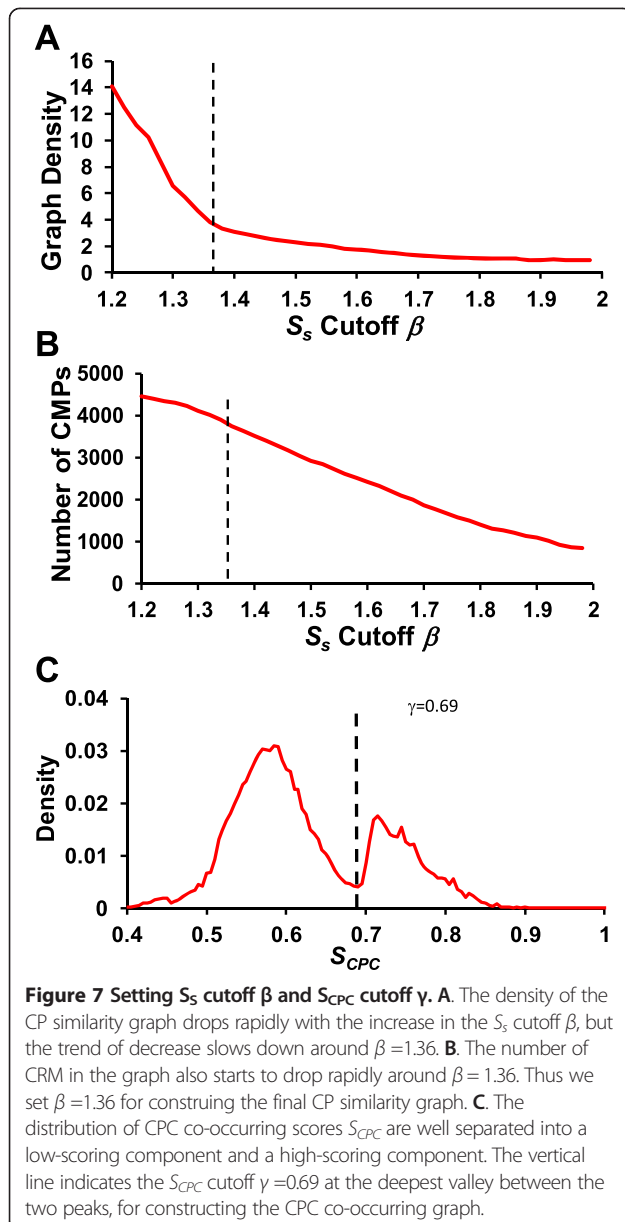 A
16
14
12
10
8
6
4
2
0
Graph Density
1.2 1.3 1.4 1.5 1.6 1.7 1.8 1.9 2
Ss Cutoff β
B
5000
4000
3000
2000
1000
0
Number of CMPs
1.2 1.3 1.4 1.5 1.6 1.7 1.8 1.9 2
Ss Cutoff β
C
γ=0.69
0.04
0.03
0.02
0.01
0
Density
0.4 0.5 0.6 0.7 0.8 0.9 1
SCPC
Figure 7 Setting SS cutoff β and SCPC cutoff γ. A. The density of the
CP similarity graph drops rapidly with the increase in the Ss cutoff β, but
the trend of decrease slows down around β =1.36. B. The number of
CRM in the graph also starts to drop rapidly around β = 1.36. Thus we
set β =1.36 for construing the final CP similarity graph. C. The
distribution of CPC co-occurring scores SCPC are well separated into a
low-scoring component and a high-scoring component. The vertical
line indicates the SCPC cutoff γ =0.69 at the deepest valley between the
two peaks, for constructing the CPC co-occurring graph.